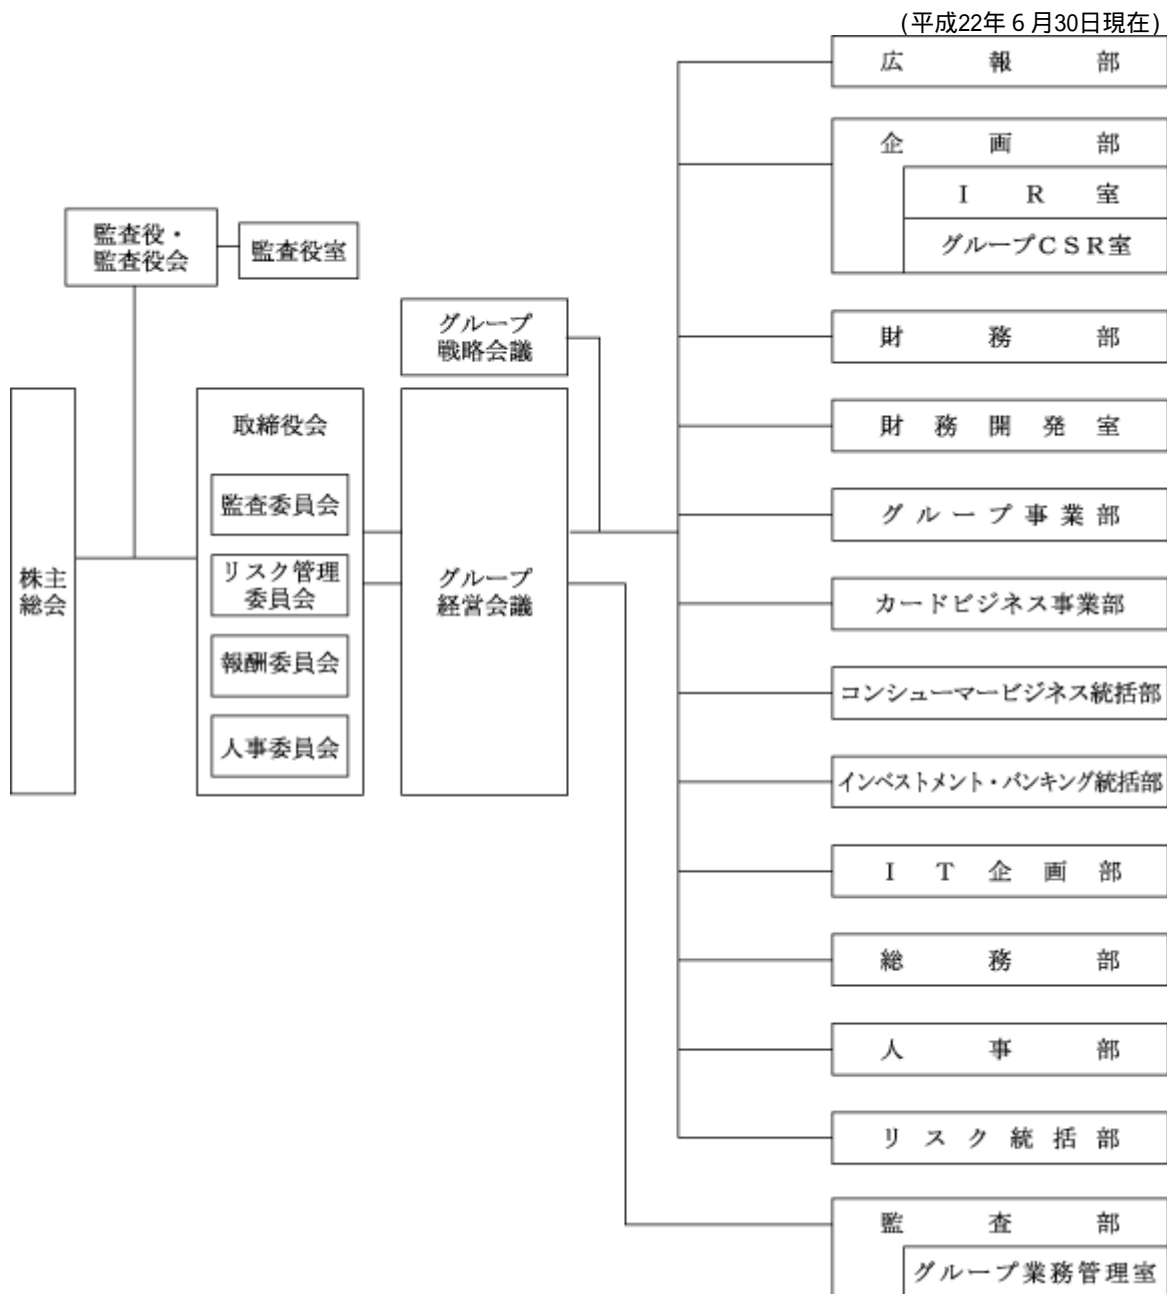 (平成22年6月30日現在)
広報部
企画部
IR室
グループCSR室
監査役・
監査役会
監査役室
グループ
戦略会議
財務部
株主
総会
取締役会
監査委員会
リスク管理
委員会
報酬委員会
人事委員会
グループ
経営会議
財務開発室
グループ事業部
カードビジネス事業部
コンシューマービジネス統括部
インベストメント・バンキング統括部
IT企画部
総務部
人事部
リスク統括部
監査部
グループ業務管理室